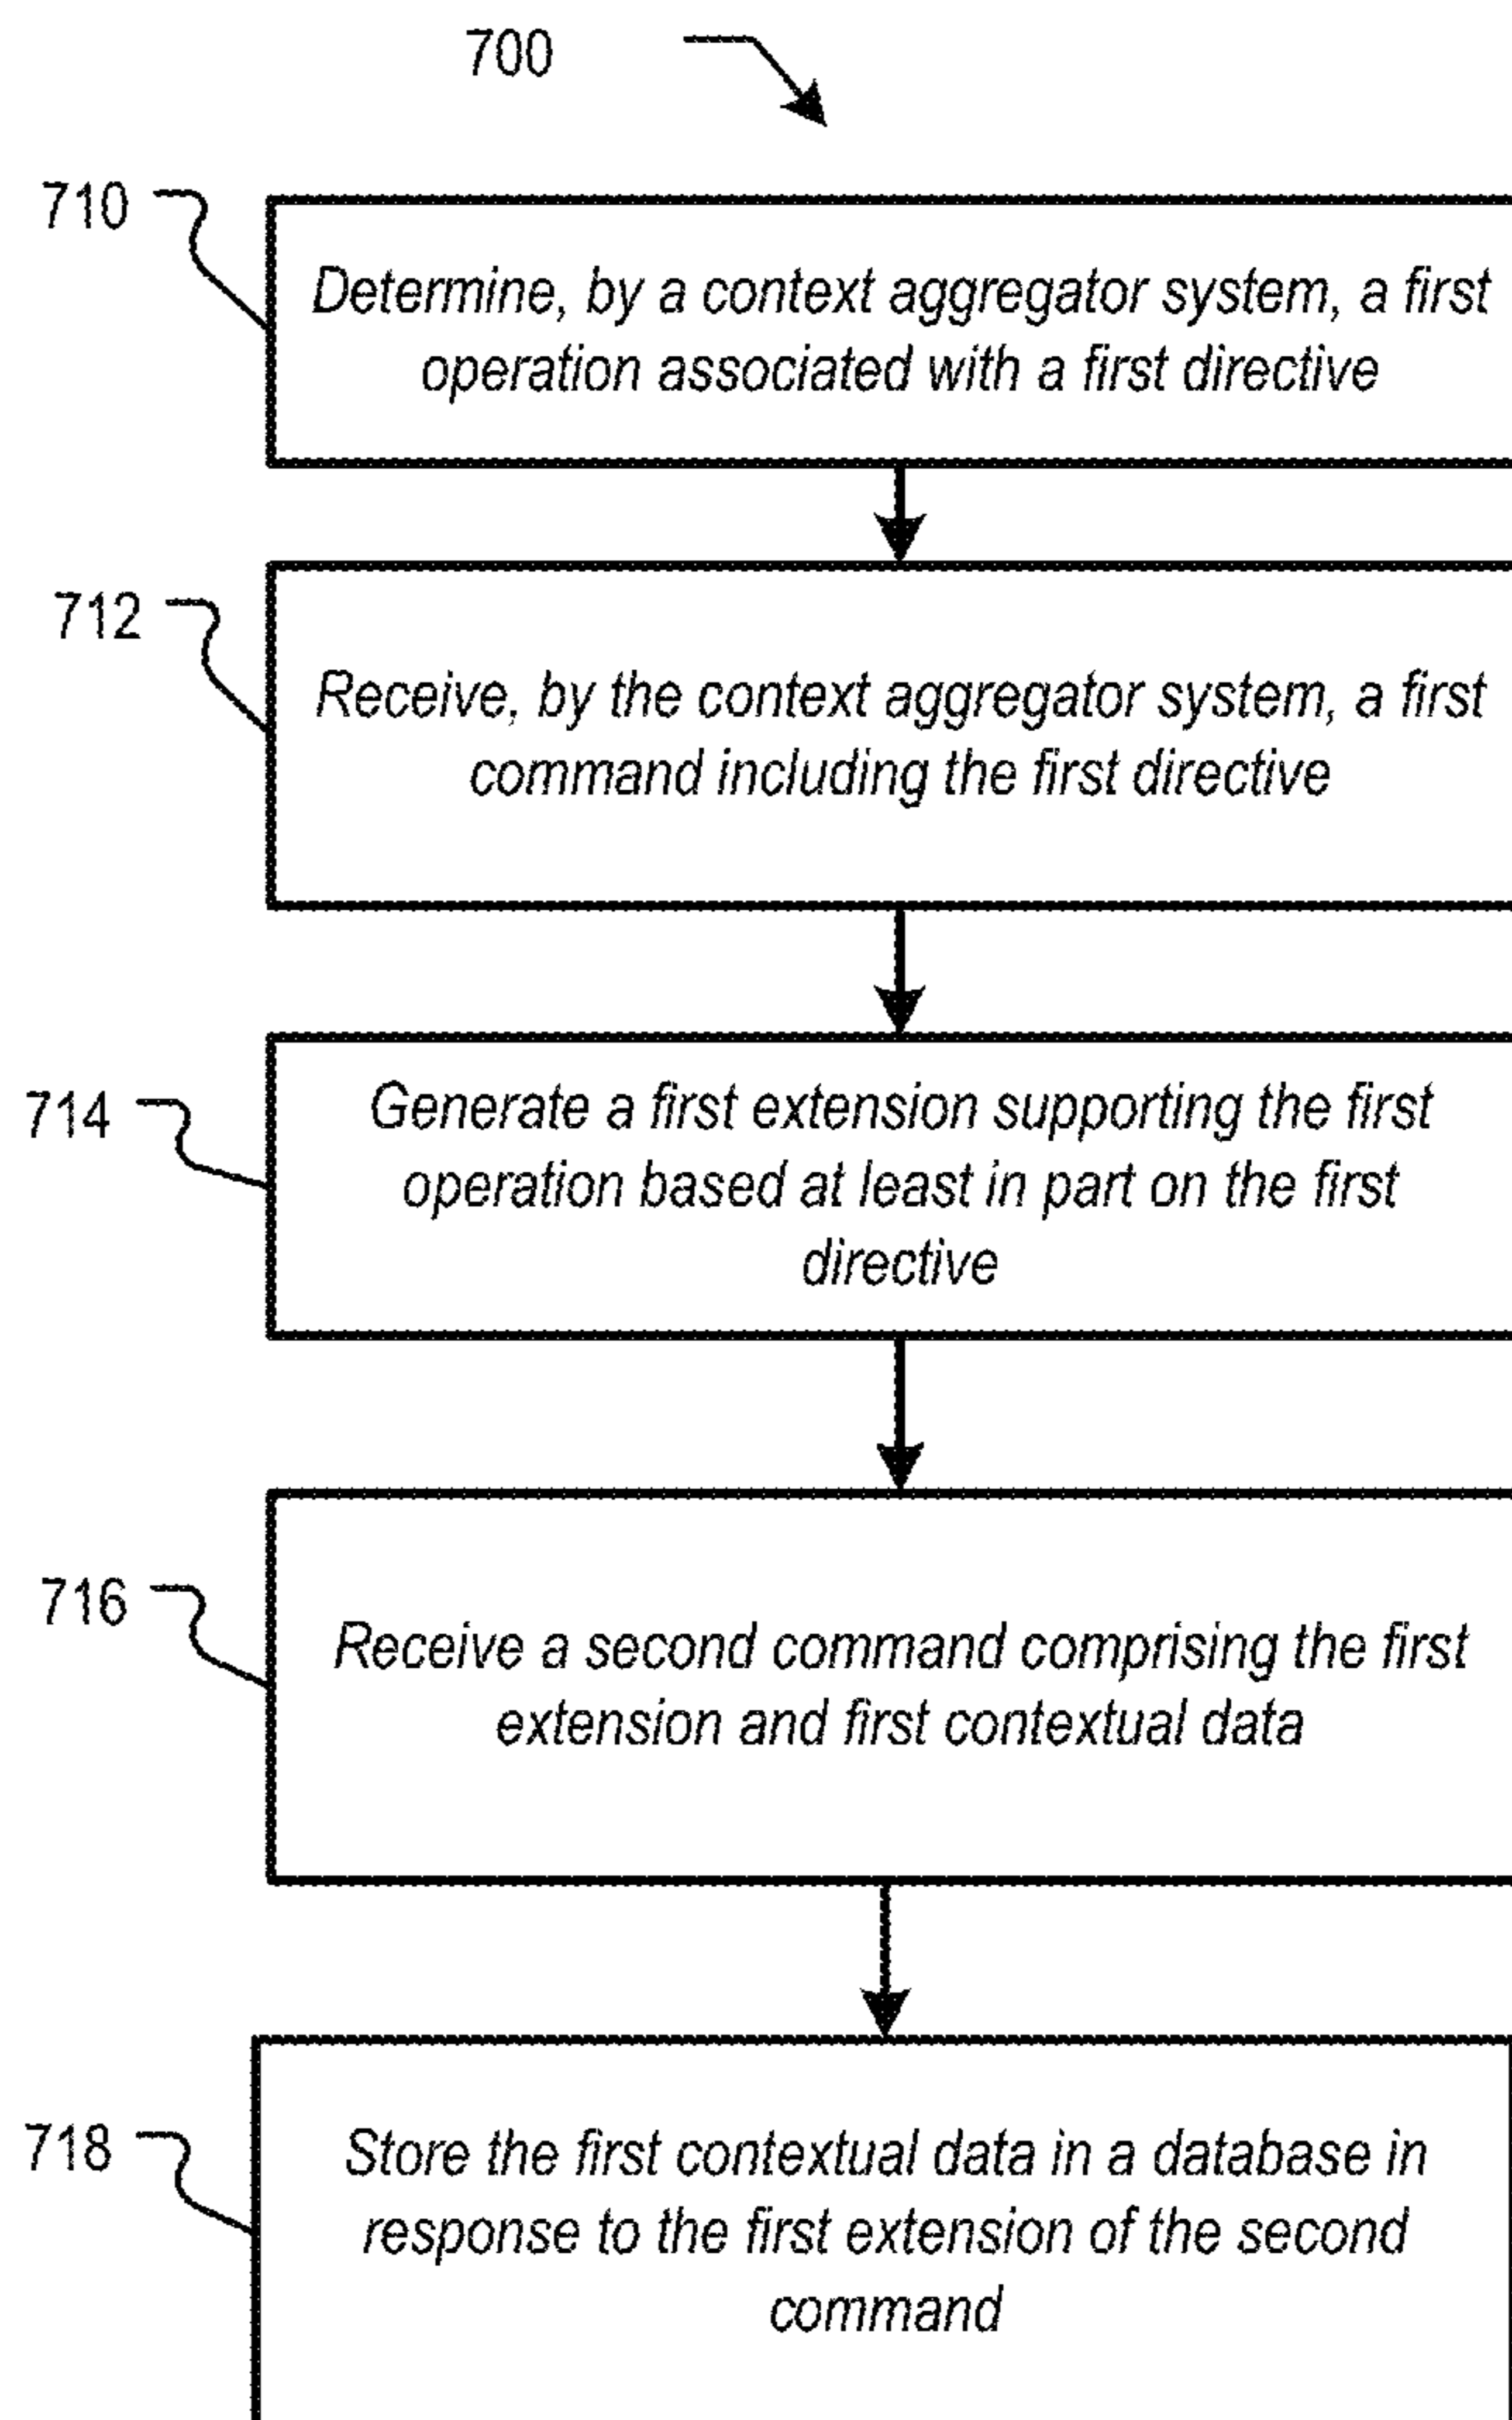 700
710
Determine, by a context aggregator system, a first
operation associated with a first directive
712
Receive, by the context aggregator system, a first
command including the first directive
714
Generate a first extension supporting the first
operation based at least in part on the first
directive
716
Receive a second command comprising the first
extension and first contextual data
718
Store the first contextual data in a database in
response to the first extension of the second
command